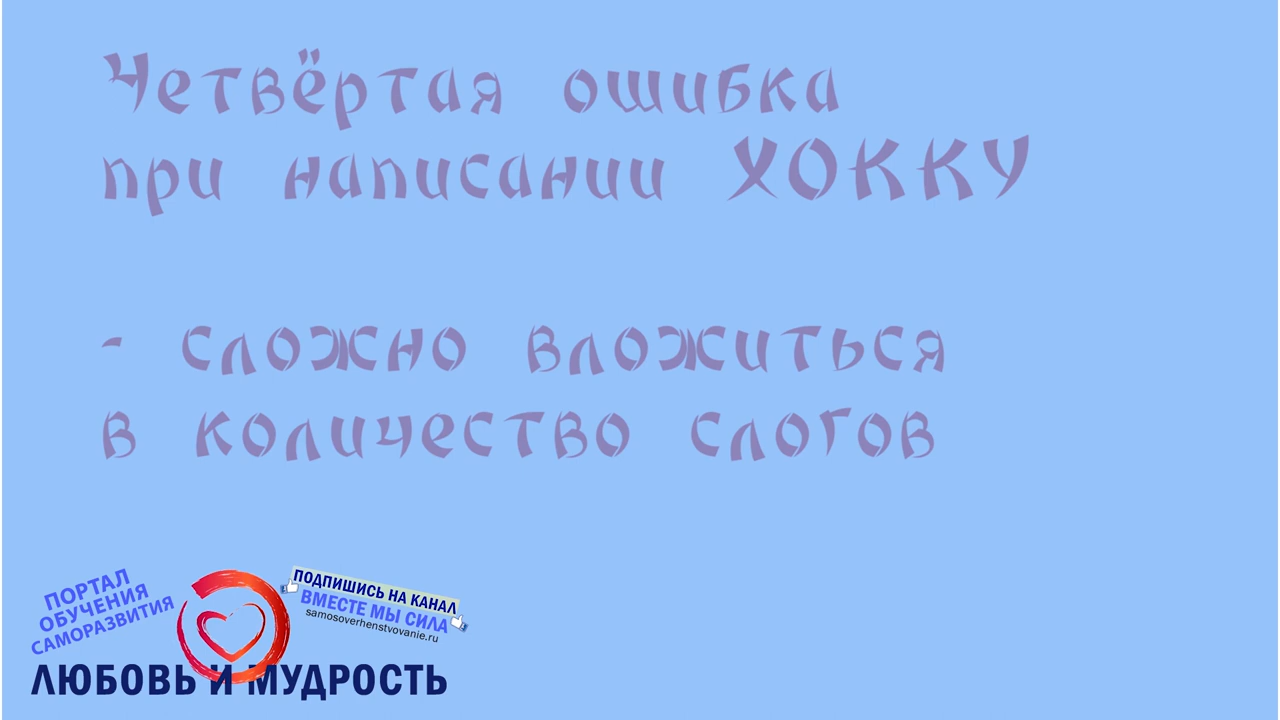 Четвёртая ошибка
при написании ХОККУ
- сложно вложиться
в количество слогов
ПОРТАЛ
ОБУЧЕНИЯ
САМОРАЗВИТИЯ
ПОДПИШИСЬ НА КАНАЛ
ВМЕСТЕ МЫ СИЛА
samosoverhenstvovanie.ru
ЛЮБОВЬ И МУДРОСТЬ